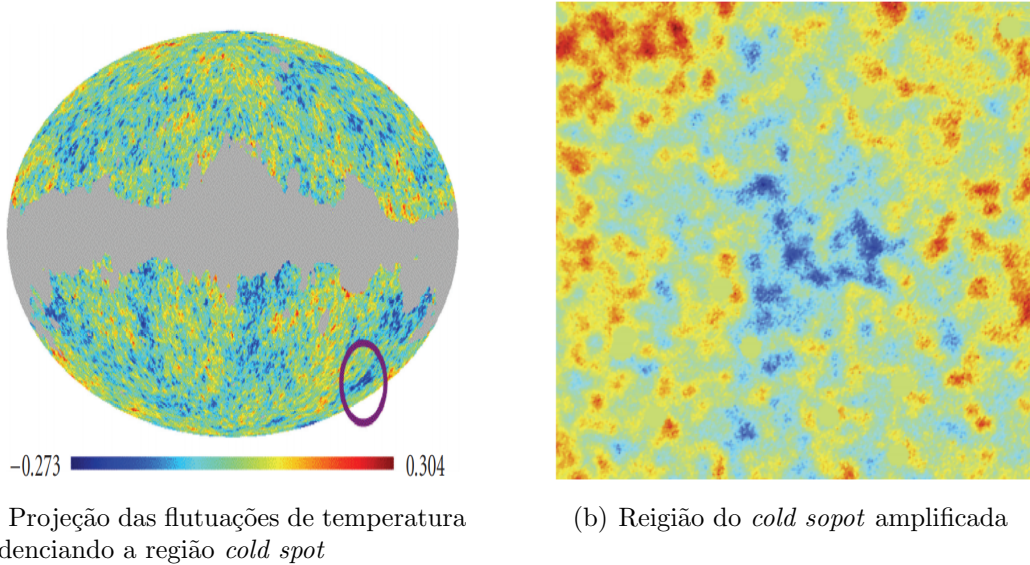 −0.273
0.304
Projeção das flutuações de temperatura
denciando a região cold spot
(b) Reigião do cold sopot amplificada